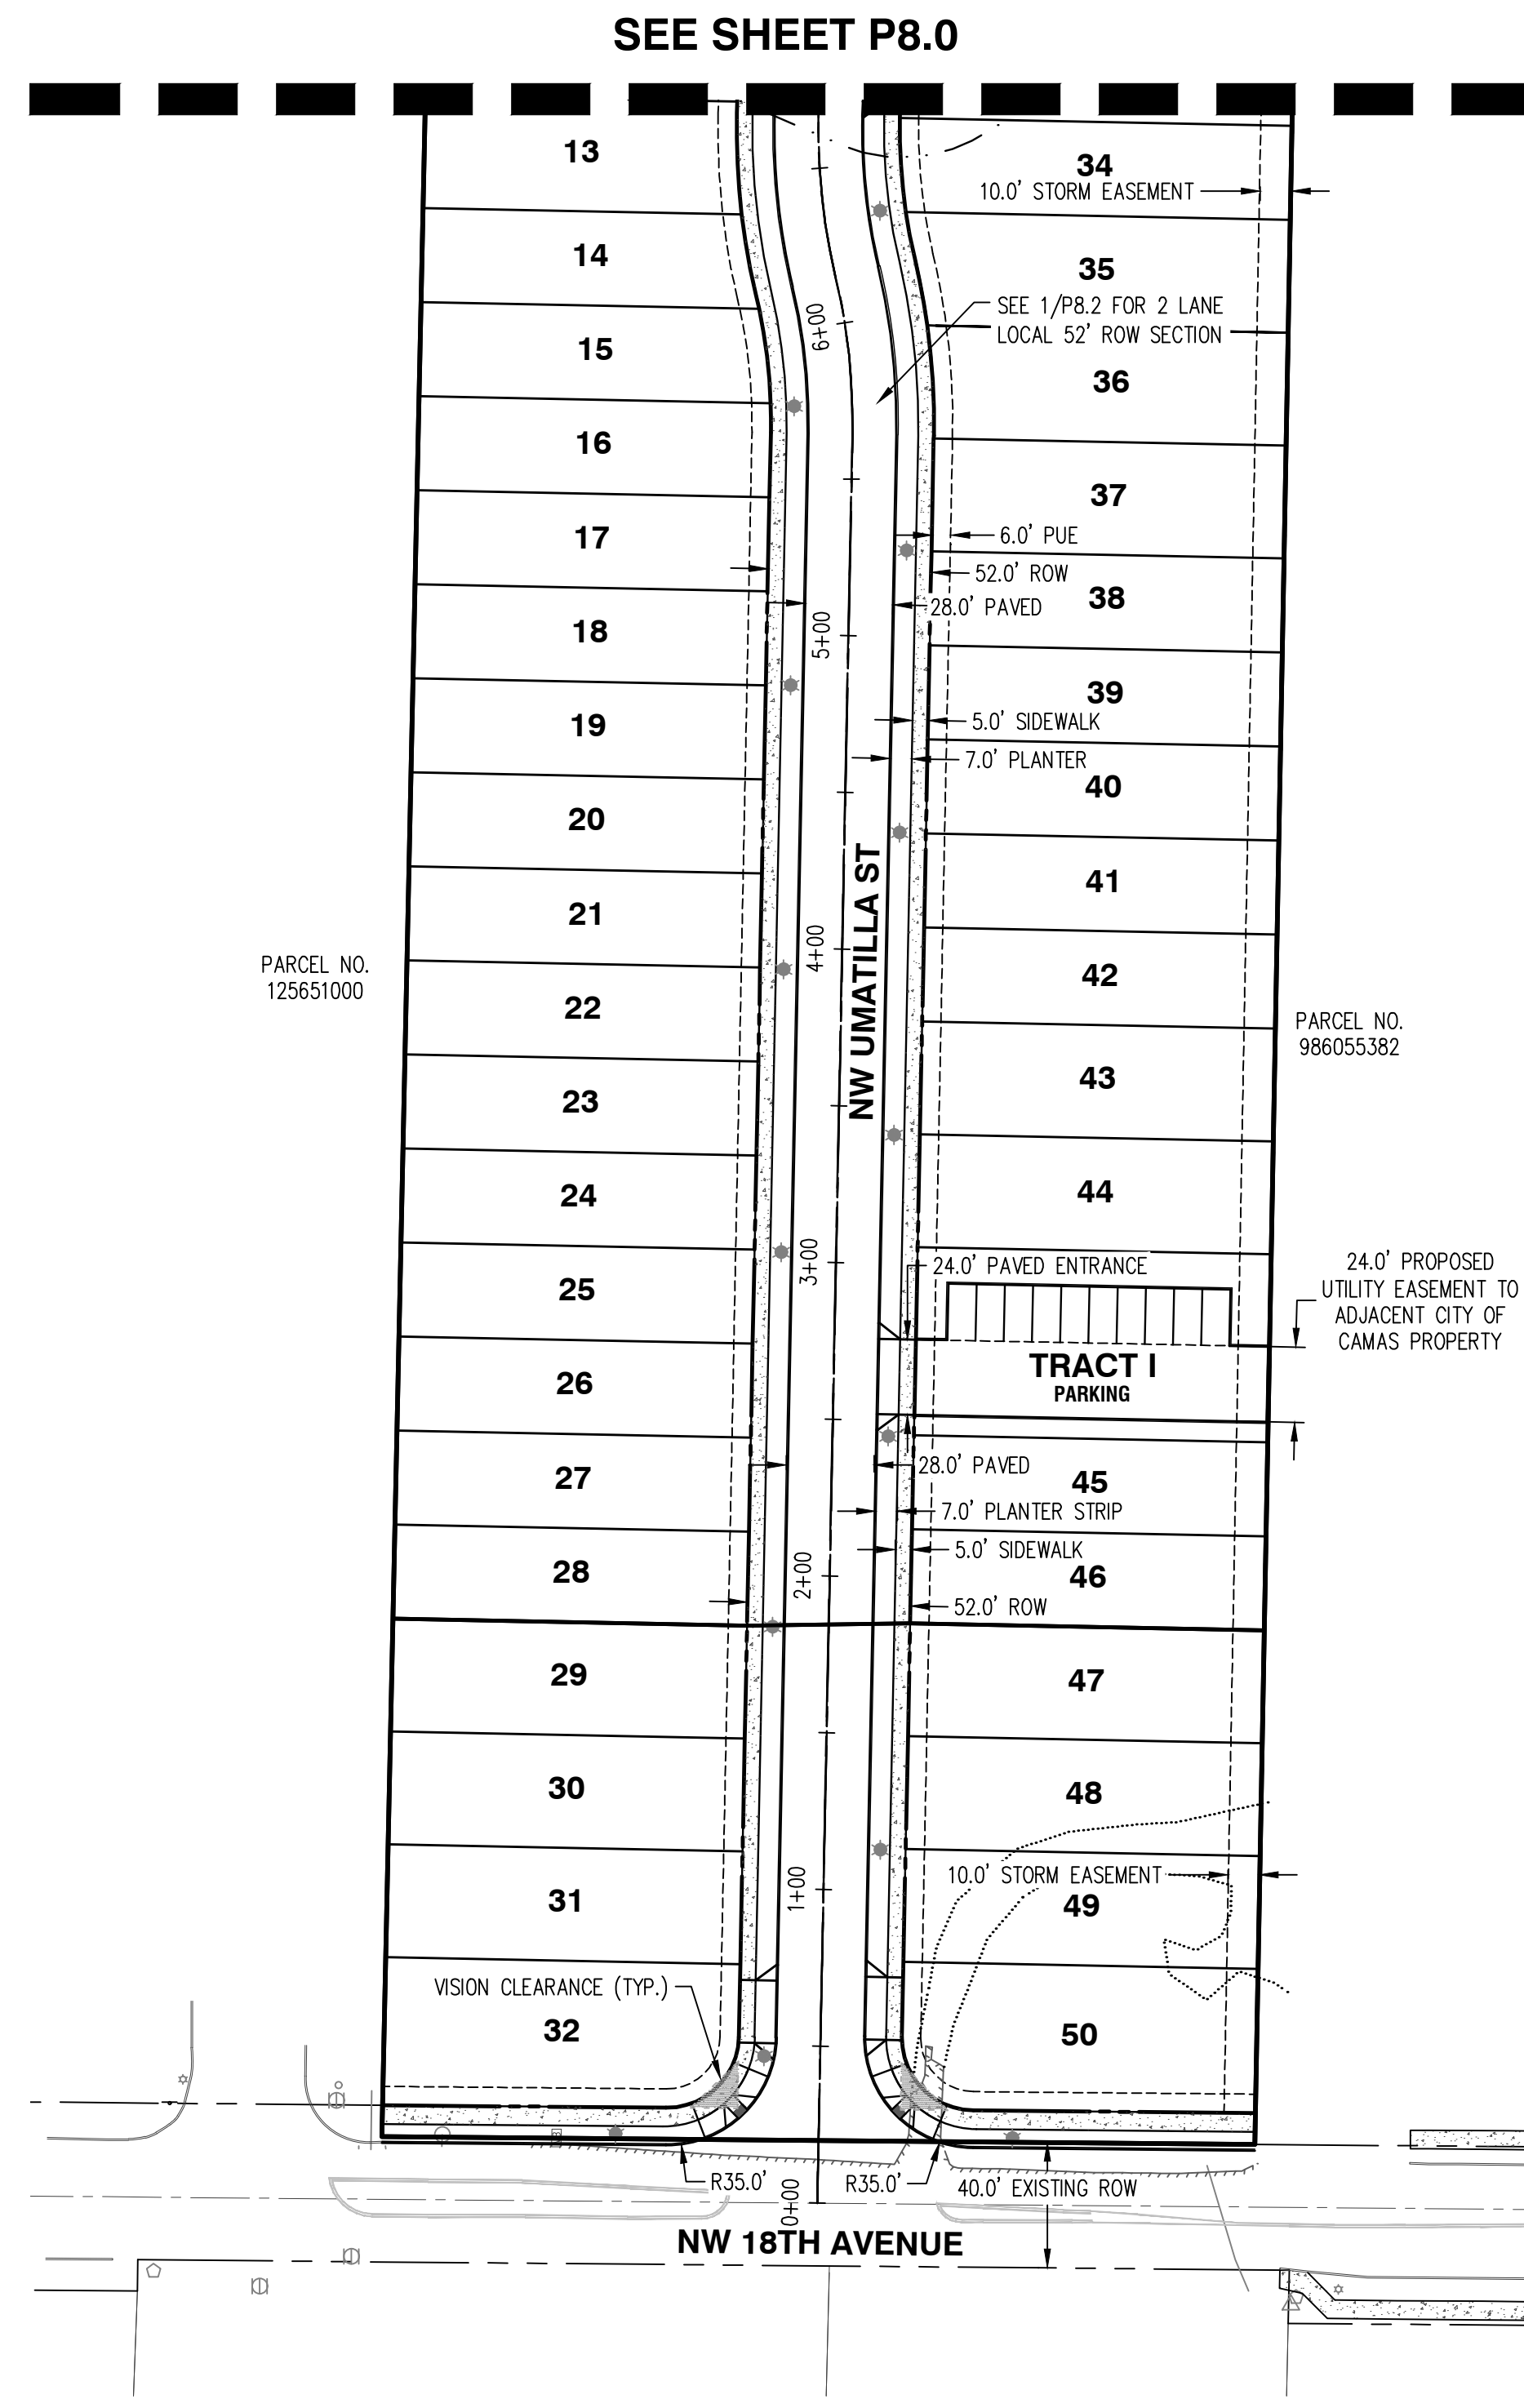 SEE SHEET P8.0
13
34
10.0' STORM EASEMENT
14
35
SEE 1/P8.2 FOR 2 LANE
LOCAL 52' ROW SECTION
6+00
15
36
16
37
6.0' PUE
17
52.0' ROW
38
28.0' PAVED
18
5+00
39
5.0' SIDEWALK
19
7.0' PLANTER
40
20
41
21
NW UMATILLA ST
4+00
PARCEL NO.
125651000
42
22
PARCEL NO.
986055382
43
23
24
44
3+00
24.0' PAVED ENTRANCE
24.0' PROPOSED
UTILITY EASEMENT TO
ADJACENT CITY OF
CAMAS PROPERTY
25
TRACT I
PARKING
26
28.0' PAVED
27
45
7.0' PLANTER STRIP
5.0' SIDEWALK
28
2+00
46
52.0' ROW
29
47
30
48
10.0' STORM EASEMENT
31
1+00
49
VISION CLEARANCE (TYP.)
32
50
R35.0'
0+00
R35.0'
40.0' EXISTING ROW
NW 18TH AVENUE